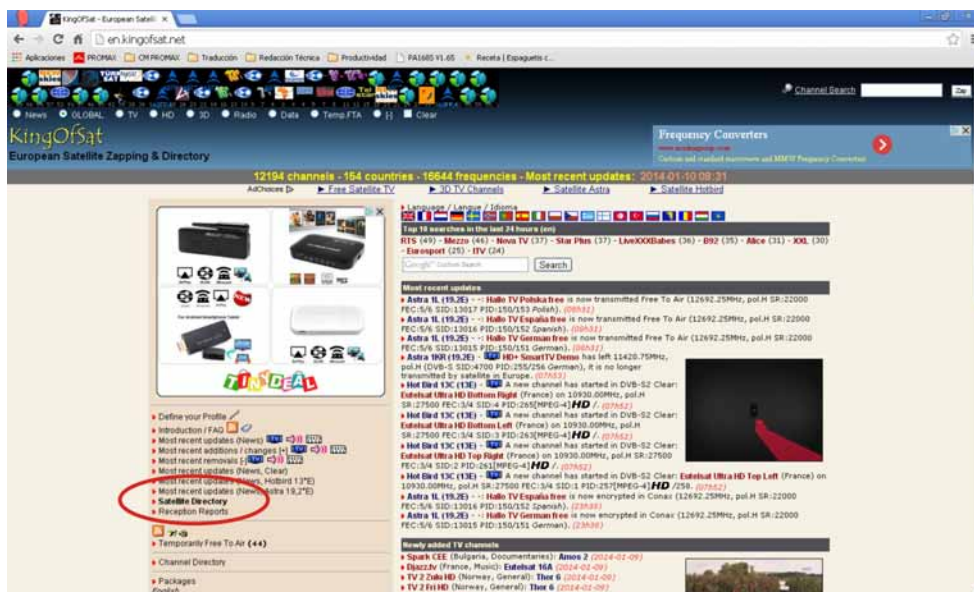 KingOfSat - European Satelli
en.kingofsat.net
Aplicaciones PROMAX CM PROMAX Traducción Redacción Técnica Productividad PA1685 V1.65 Receta | Espaguetis c...
Channel Search Zap
News GLOBAL TV HD 3D Radio Data Temp.FTA [-] Clear
KingOfSat
European Satellite Zapping & Directory
Frequency Converters
Custom and standard microwave and MMW Frequency Converters
12194 channels - 164 countries - 16644 frequencies - Most recent updates: 2014-01-10 09:31
AdChoices Free Satellite TV 3D TV Channels Satellite Astra Satellite Hotbird
TinyDEAL
Define your Profile
Introduction / FAQ
Most recent updates (News)
Most recent additions / changes [+]
Most recent removals [-]
Most recent updates (News, Clear)
Most recent updates (News, Hotbird 13°E)
Most recent updates (News, Astra 19,2°E)
Satellite Directory
Reception Reports
Temporarily Free To Air (44)
Channel Directory
Packages
English
Language / Langue / Idioma
Top 10 searches in the last 24 hours (en)
RTS (49) - Mezzo (46) - Nova TV (37) - Star Plus (37) - LiveXXXBabes (36) - B92 (35) - Alice (31) - XXL (30)
- Eurosport (25) - ITV (24)
Google Custom Search Search
Most recent updates
Astra 1L (19.2E) - -: Hallo TV Polska free is now transmitted Free To Air (12692.25MHz, pol.H SR:22000
FEC:5/6 SID:13017 PID:150/153 Polish). (09h31)
Astra 1L (19.2E) - -: Hallo TV España free is now transmitted Free To Air (12692.25MHz, pol.H SR:22000
FEC:5/6 SID:13016 PID:150/152 Spanish).
Astra 1L (19.2E) - -: Hallo TV German free is now transmitted Free To Air (12692.25MHz, pol.H SR:22000
FEC:5/6 SID:13015 PID:150/151 German).
Astra 1KR (19.2E) - HD+ SmartTV Demo has left 11420.75MHz,
pol.H (DVB-S SID:4700 PID:255/256 German), it is no longer
transmitted by satellite in Europe. (07h53)
Hot Bird 13C (13E) - A new channel has started in DVB-S2 Clear:
Eutelsat Ultra HD Bottom Right (France) on 10930.00MHz, pol.H
SR:27500 FEC:3/4 SID:4 PID:265[MPEG-4] HD /. (07h52)
Hot Bird 13C (13E) - A new channel has started in DVB-S2 Clear:
Eutelsat Ultra HD Bottom Left (France) on 10930.00MHz, pol.H
SR:27500 FEC:3/4 SID:3 PID:263[MPEG-4] HD /. (07h52)
Hot Bird 13C (13E) - A new channel has started in DVB-S2 Clear:
Eutelsat Ultra HD Top Right (France) on 10930.00MHz, pol.H SR:27500
FEC:3/4 SID:2 PID:261[MPEG-4] HD /. (07h52)
Hot Bird 13C (13E) - A new channel has started in DVB-S2 Clear: Eutelsat Ultra HD Top Left (France) on
10930.00MHz, pol.H SR:27500 FEC:3/4 SID:1 PID:257[MPEG-4] HD /258. (07h52)
Astra 1L (19.2E) - -: Hallo TV España free is now encrypted in Conax (12692.25MHz, pol.H SR:22000
FEC:5/6 SID:13016 PID:150/152 Spanish). (23h36)
Astra 1L (19.2E) - -: Hallo TV German free is now encrypted in Conax (12692.25MHz, pol.H SR:22000
FEC:5/6 SID:13015 PID:150/151 German). (23h36)
Newly added TV channels
Spark CEE (Bulgaria, Documentaries): Amos 2 (2014-01-09)
Djazz.tv (France, Music): Eutelsat 16A (2014-01-09)
TV 2 Zulu HD (Norway, General): Thor 6 (2014-01-09)
TV 2 Fri HD (Norway, General): Thor 6 (2014-01-09)